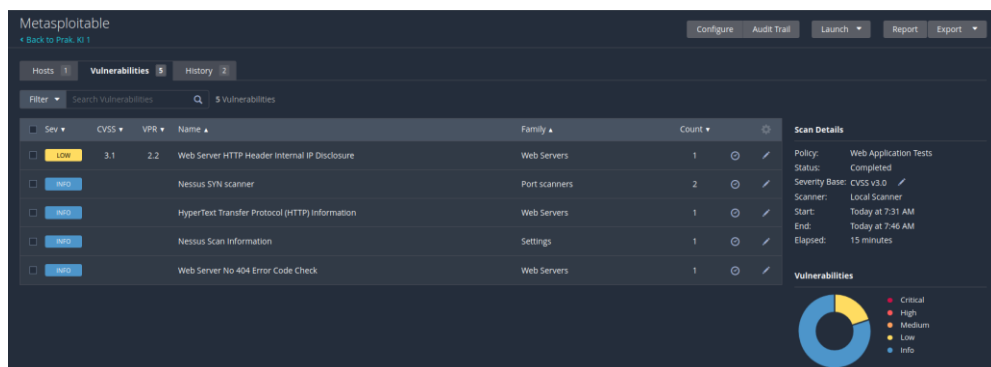 Metasploitable
Back to Prak. KI 1
Configure Audit Trail Launch Report Export
Hosts 1 Vulnerabilities 5 History 2
Filter Search Vulnerabilities 5 Vulnerabilities
Sev CVSS VPR Name Family Count
LOW 3.1 2.2 Web Server HTTP Header Internal IP Disclosure Web Servers 1
INFO Nessus SYN scanner Port scanners 2
INFO HyperText Transfer Protocol (HTTP) Information Web Servers 1
INFO Nessus Scan Information Settings 1
INFO Web Server No 404 Error Code Check Web Servers 1
Scan Details
Policy: Web Application Tests
Status: Completed
Severity Base: CVSS v3.0
Scanner: Local Scanner
Start: Today at 7:31 AM
End: Today at 7:46 AM
Elapsed: 15 minutes
Vulnerabilities
Critical
High
Medium
Low
Info